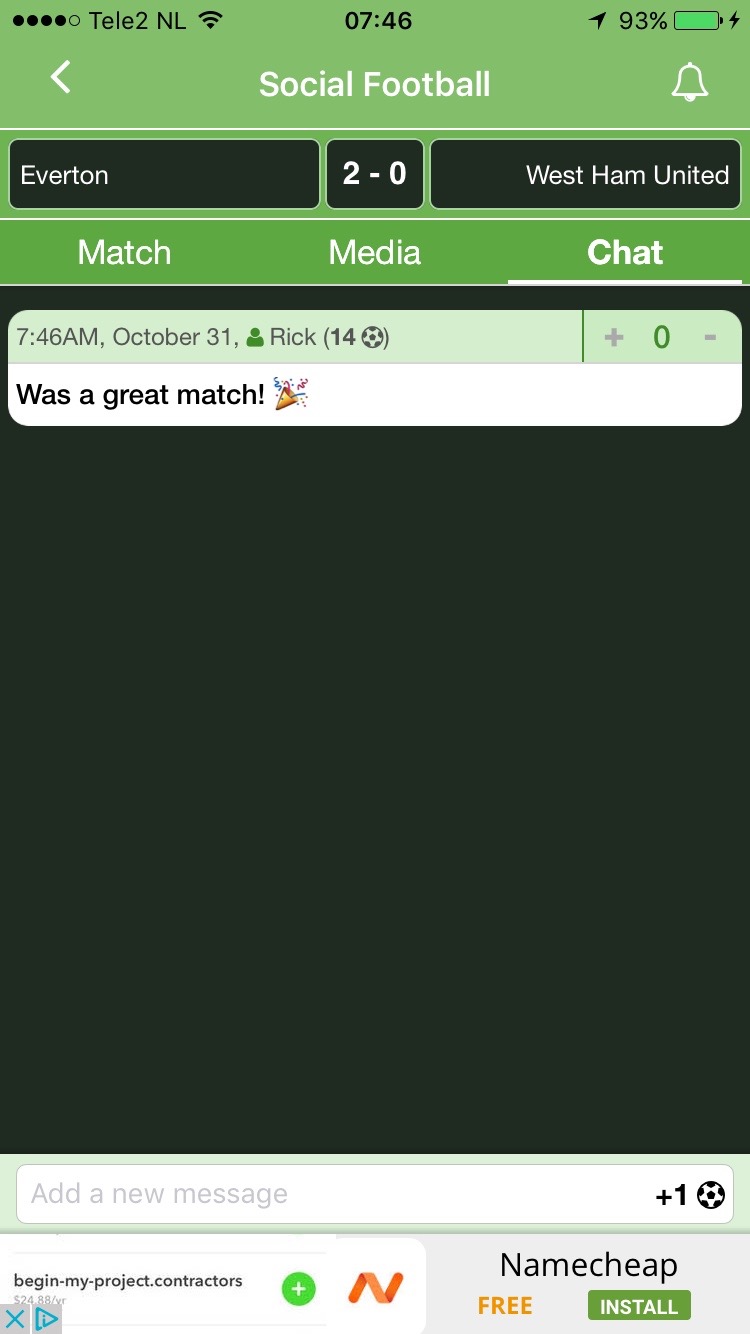 Tele2 NL 07:46 93%
Social Football
Everton 2 - 0 West Ham United
Match Media Chat
7:46AM, October 31, Rick (14 ⚽) + 0 -
Was a great match! 🎉
Add a new message +1 ⚽
begin-my-project.contractors
$24.88/yr
Namecheap
FREE INSTALL